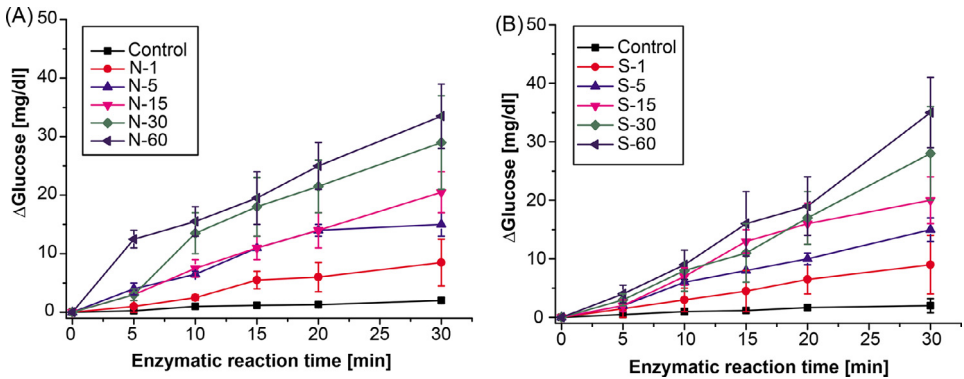 (A)
ΔGlucose [mg/dl]
50
40
30
20
10
0
Control
N-1
N-5
N-15
N-30
N-60
0 5 10 15 20 25 30
Enzymatic reaction time [min]
(B)
ΔGlucose [mg/dl]
50
40
30
20
10
0
Control
S-1
S-5
S-15
S-30
S-60
0 5 10 15 20 25 30
Enzymatic reaction time [min]